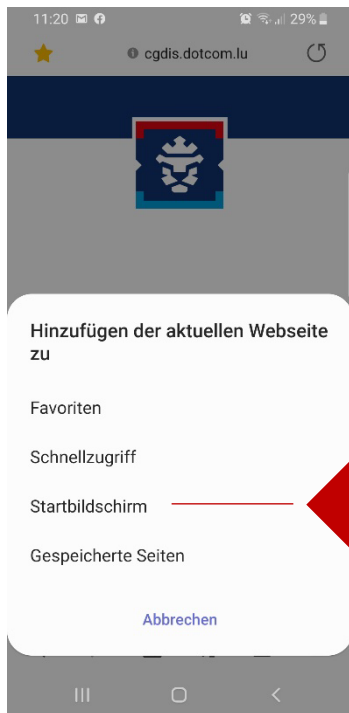 11:20 29%
cgdis.dotcom.lu
Hinzufügen der aktuellen Webseite
zu
Favoriten
Schnellzugriff
Startbildschirm
Gespeicherte Seiten
Abbrechen